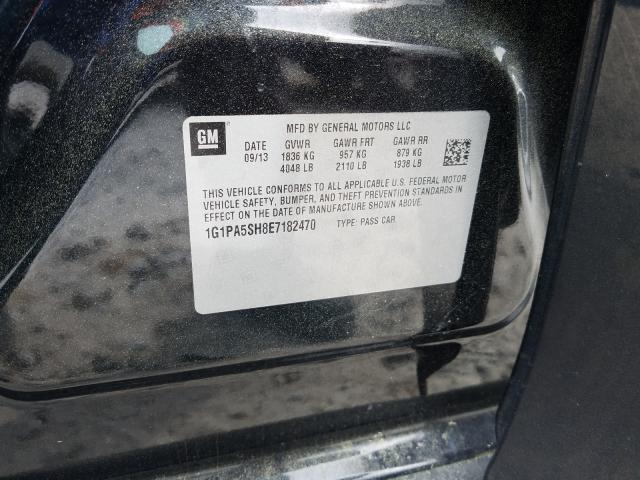 GM
MFD BY GENERAL MOTORS LLC
DATE GVWR GAWR FRT GAWR RR
09/13 1836 KG 957 KG 879 KG
4048 LB 2110 LB 1938 LB
THIS VEHICLE CONFORMS TO ALL APPLICABLE U.S. FEDERAL MOTOR
VEHICLE SAFETY, BUMPER, AND THEFT PREVENTION STANDARDS IN
EFFECT ON THE DATE OF MANUFACTURE SHOWN ABOVE.
1G1PA5SH8E7182470 TYPE: PASS CAR